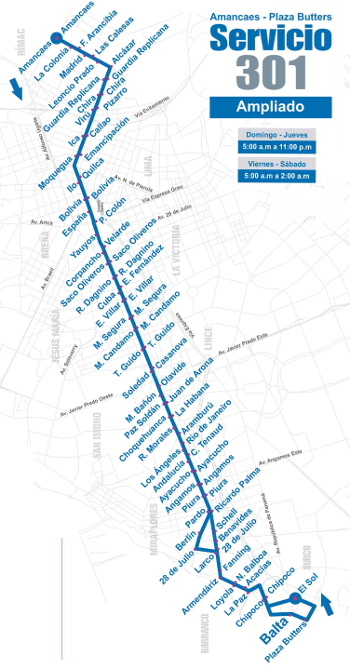 Amancaes - Plaza Butters
Servicio
301
Ampliado
Domingo - Jueves
5:00 a.m a 11:00 p.m
Viernes - Sábado
5:00 a.m a 2:00 a.m
RÍMAC
Amancaes
Amancaes
La Colonia
F. Arancibia
Madrid
Las Calesas
Leoncio Prado
Alcázar
Guardia Replicana
Guardia Replicana
Chira
Chira
Virú
Pizarro
Vía Evitamiento
Av. Alfonso Ugarte
Ica
Callao
Moquegua
Emancipación
LIMA
Ilo
Quilca
Bolivia
Bolivia
Av. N. de Pierola
España
P. Colón
Vía Expresa Grau
Av. Arica
Av. 28 de Julio
BREÑA
Yauyos
Velarde
LA VICTORIA
Corpancho
Saco Oliveros
Saco Oliveros
R. Dagnino
Av. Brasil
R. Dagnino
E. Fernández
Cuba
E. Villar
E. Villar
M. Segura
M. Segura
M. Candamo
JESÚS MARÍA
M. Candamo
T. Guido
Vía Expresa
LINCE
T. Guido
Casanova
Av. Salaverry
Av. Javier Prado Este
Soledad
Olavide
M. Bañón
Juan de Arona
Av. Javier Prado Oeste
Paz Soldán
La Habana
Choquehuanca
Aramburú
SAN ISIDRO
R. Morales
Rio de Janeiro
Los Ángeles
C. Tenaud
Andalucía
Ayacucho
Ayacucho
Angamos
Av. Angamos Este
Angamos
Piura
Piura
Ricardo Palma
Pardo
Schell
Av. República de Panamá
MIRAFLORES
Berlín
Benavides
28 de Julio
28 de Julio
Larco
Fanning
SURCO
Armendariz
N. Balboa
Loyola
Acacias
La Paz
Chipoco
Chipoco
El Sol
BARRANCO
Balta
Plaza Butters